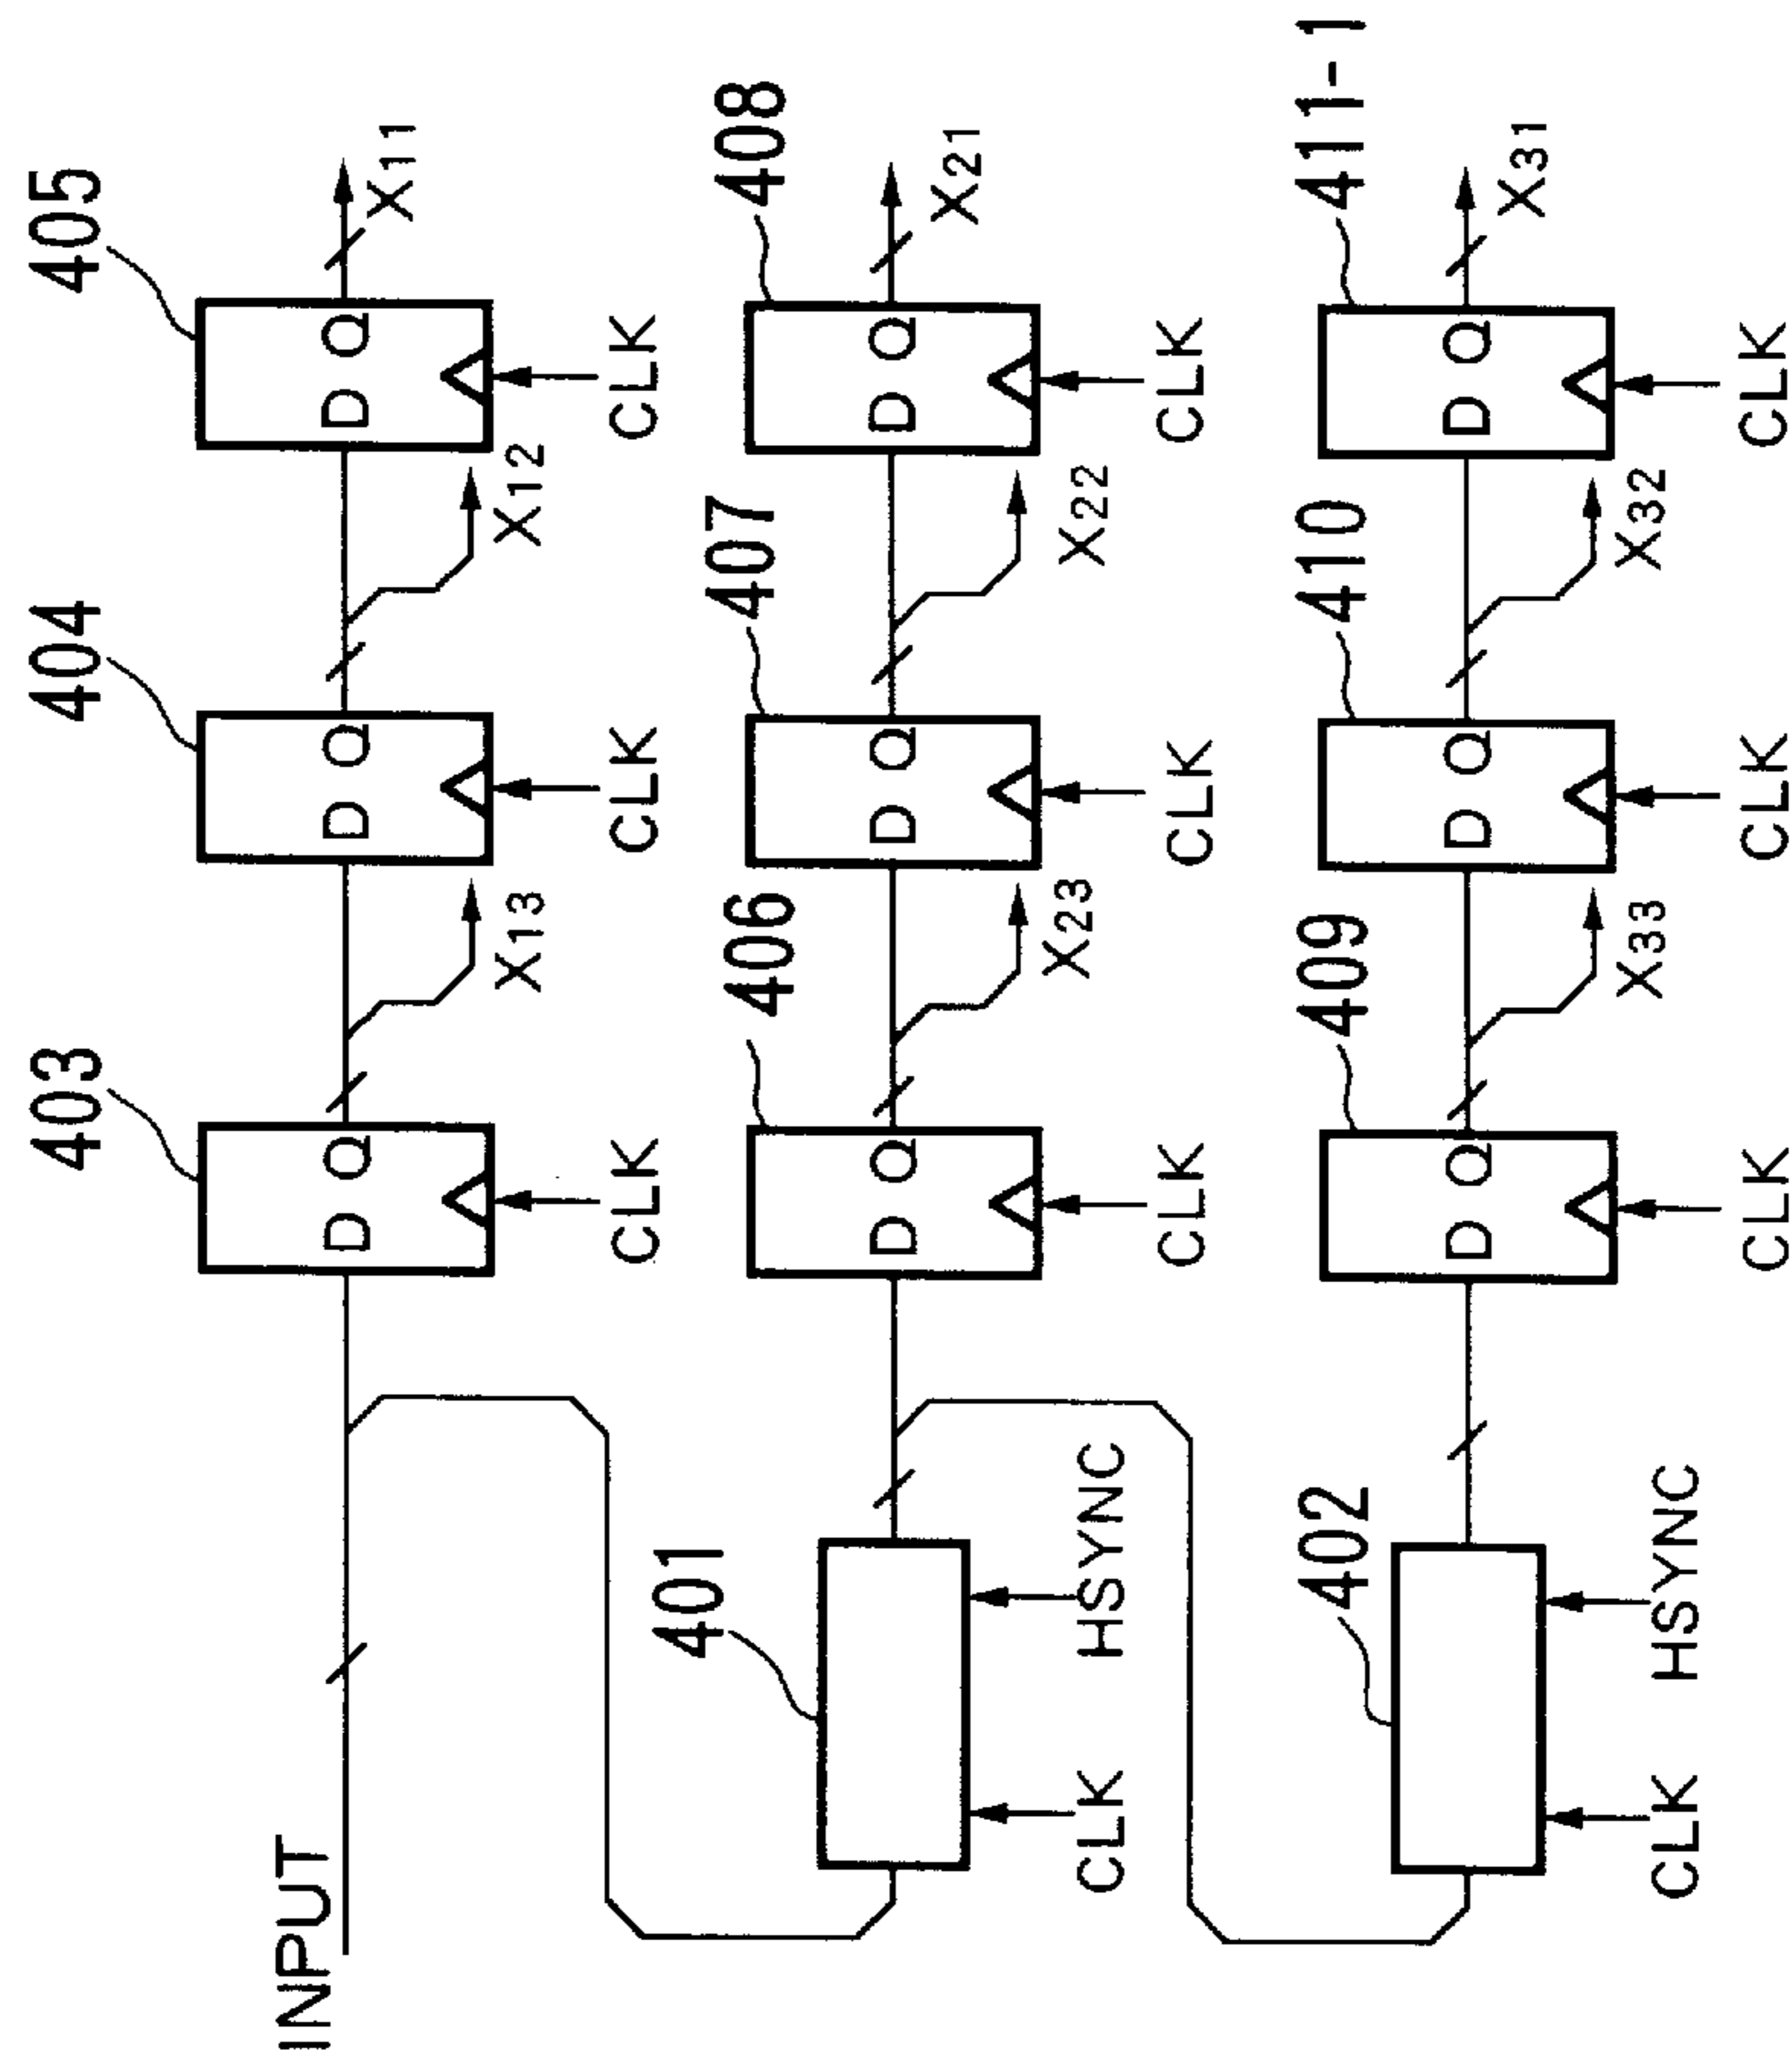 403 404 405
INPUT
D Q D Q D Q
X13 X12 X11
CLK CLK CLK
401 406 407 408
D Q D Q D Q
X23 X22 X21
CLK HSYNC CLK CLK CLK
402 409 410 411-1
D Q D Q D Q
X33 X32 X31
CLK HSYNC CLK CLK CLK